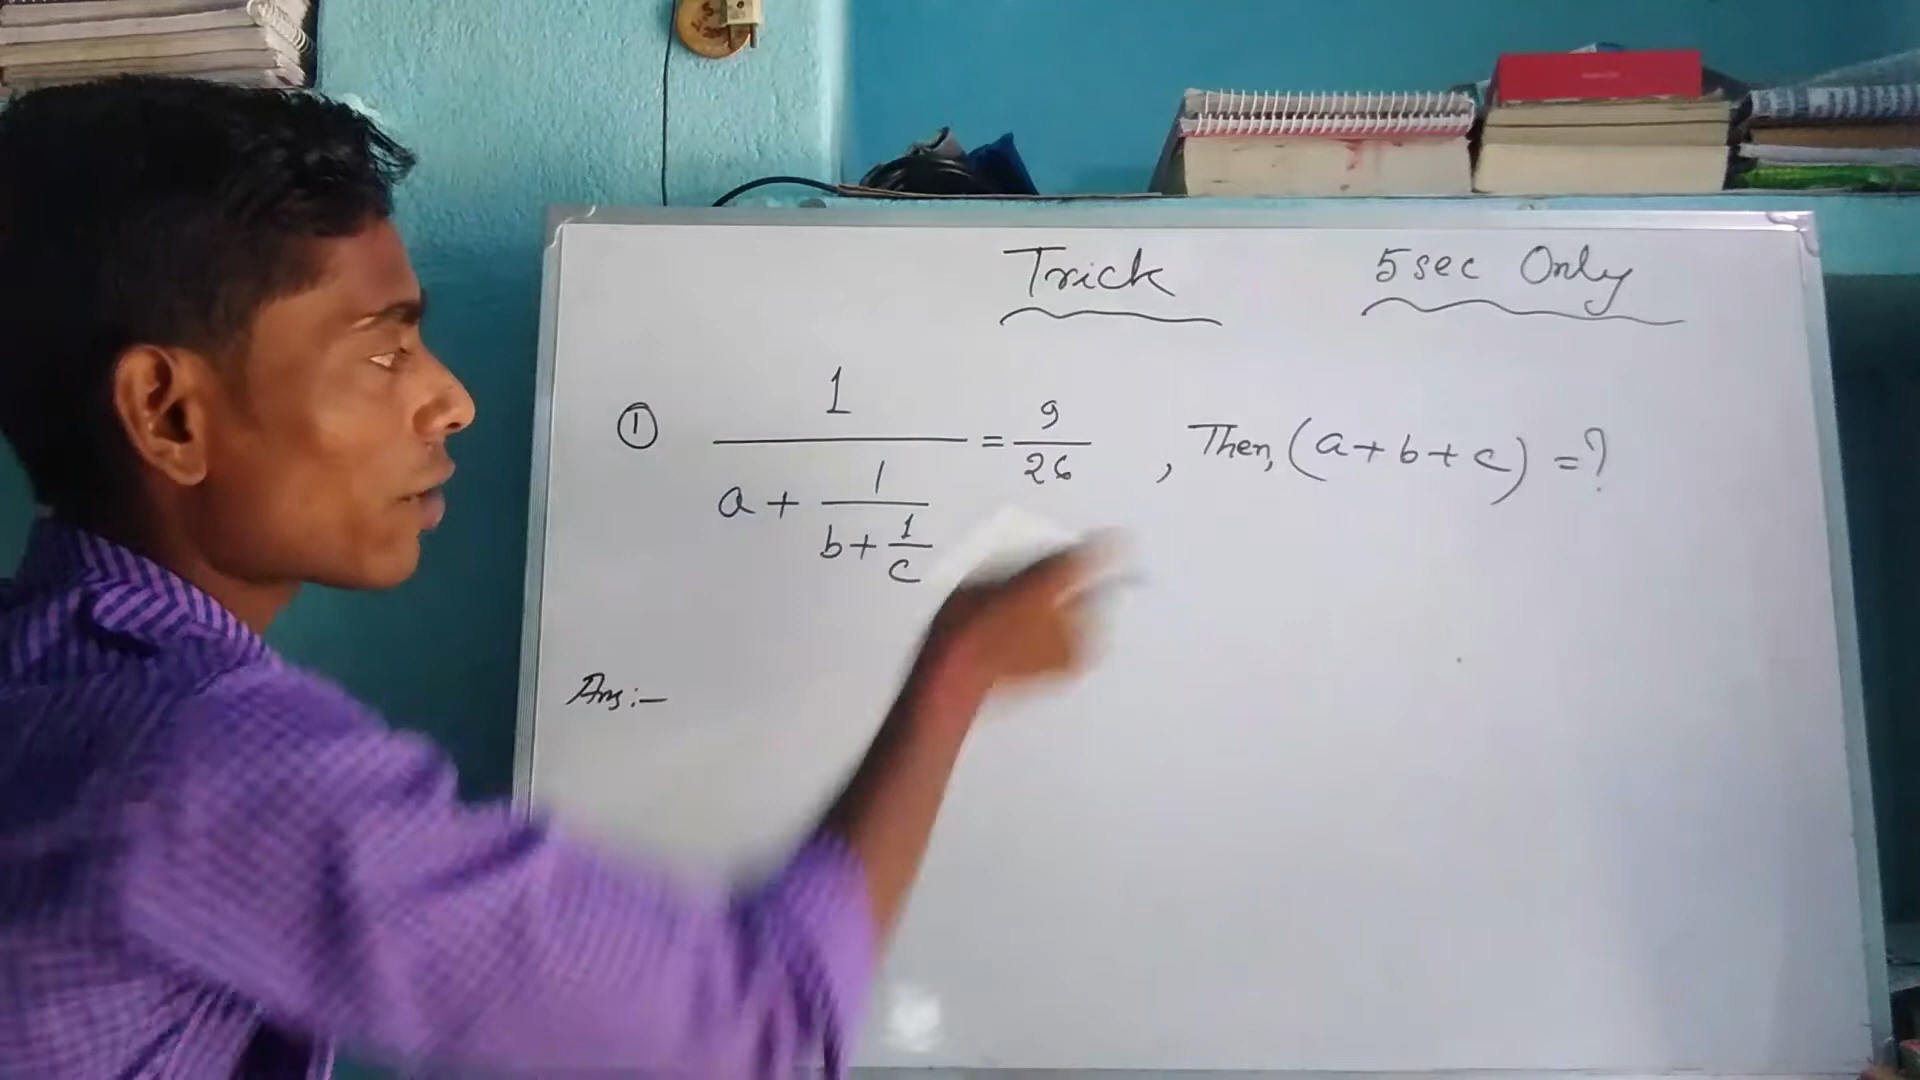 Trick 5sec Only
① 1/(a + 1/(b + 1/c)) = 9/26 , Then, (a + b + c) = ?
Ans :-